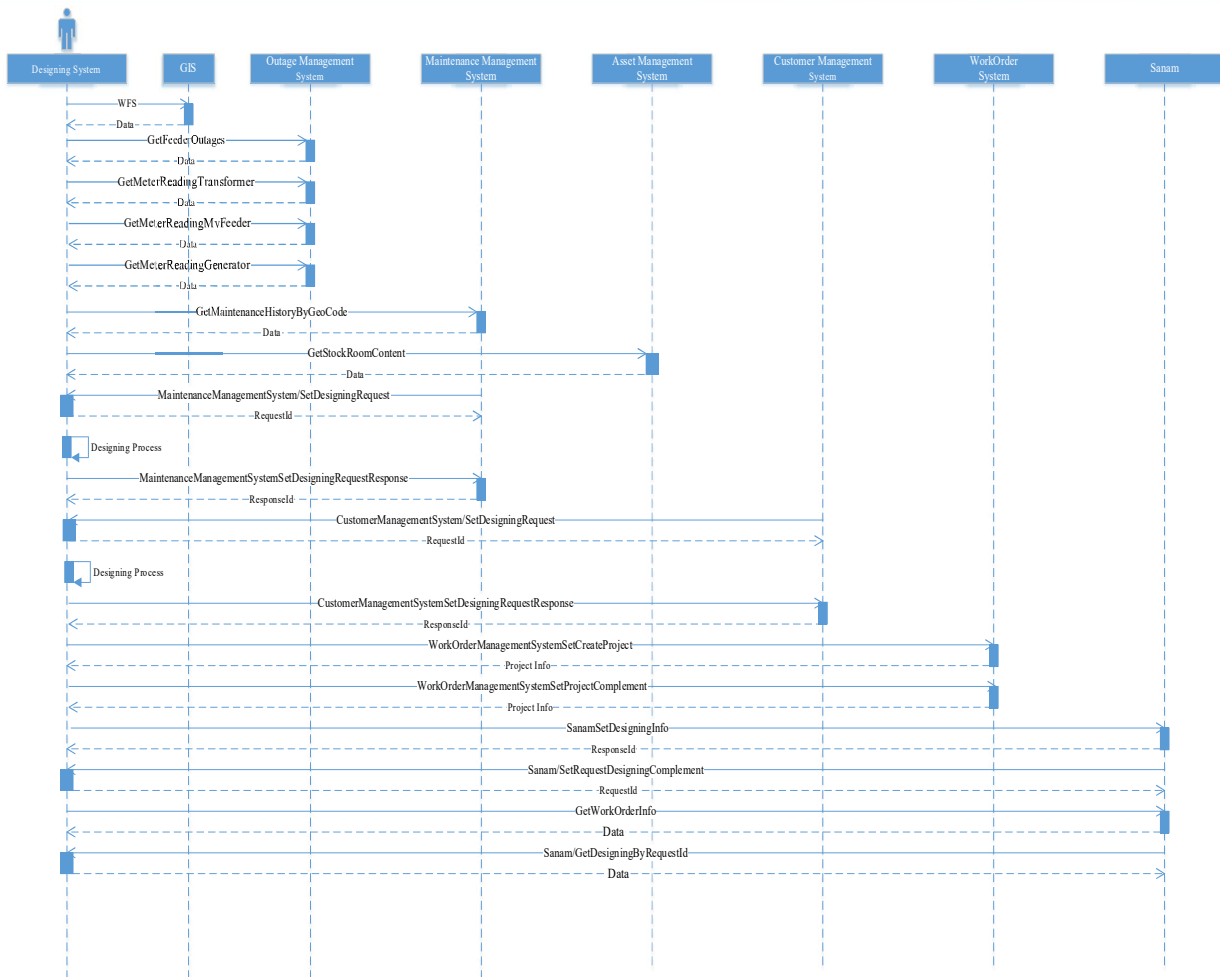 Designing System
GIS
Outage Management
System
Maintenance Management
System
Asset Management
System
Customer Management
System
WorkOrder
System
Sanam
WFS
Data
GetFeederOutages
Data
GetMeterReadingTransformer
Data
GetMeterReadingMvFeeder
Data
GetMeterReadingGenerator
Data
GetMaintenanceHistoryByGeoCode
Data
GetStockRoomContent
Data
MaintenanceManagementSystem/SetDesigningRequest
RequestId
Designing Process
MaintenanceManagementSystemSetDesigningRequestResponse
ResponseId
CustomerManagementSystem/SetDesigningRequest
RequestId
Designing Process
CustomerManagementSystemSetDesigningRequestResponse
ResponseId
WorkOrderManagementSystemSetCreateProject
Project Info
WorkOrderManagementSystemSetProjectComplement
Project Info
SanamSetDesigningInfo
ResponseId
Sanam/SetRequestDesigningComplement
RequestId
GetWorkOrderInfo
Data
Sanam/GetDesigningByRequestId
Data